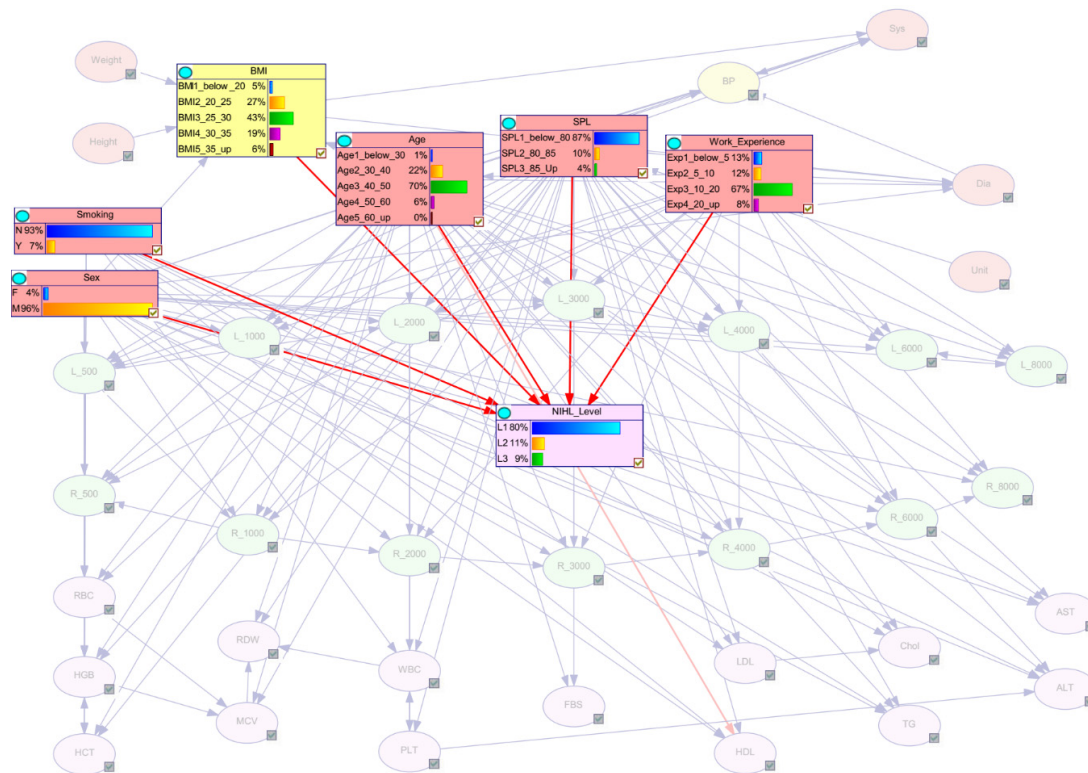 Sys
Weight
BMI
BMI1_below_20 5%
BMI2_20_25 27%
BMI3_25_30 43%
BMI4_30_35 19%
BMI5_35_up 6%
BP
SPL
SPL1_below_80 87%
SPL2_80_85 10%
SPL3_85_Up 4%
Height
Age
Age1_below_30 1%
Age2_30_40 22%
Age3_40_50 70%
Age4_50_60 6%
Age5_60_up 0%
Work_Experience
Exp1_below_5 13%
Exp2_5_10 12%
Exp3_10_20 67%
Exp4_20_up 8%
Dia
Smoking
N 93%
Y 7%
Unit
Sex
F 4%
M 96%
L_3000
L_2000
L_1000
L_4000
L_6000
L_8000
L_500
NIHL_Level
L1 80%
L2 11%
L3 9%
R_500
R_8000
R_6000
R_1000
R_2000
R_3000
R_4000
RBC
AST
RDW
Chol
HGB
WBC
LDL
ALT
FBS
MCV
TG
HCT
PLT
HDL